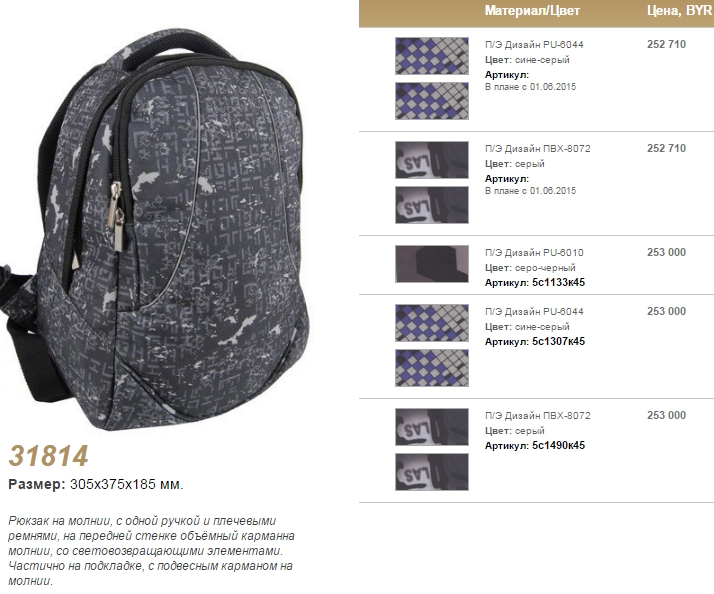 31814
Размер: 305x375x185 мм.
Рюкзак на молнии, с одной ручкой и плечевыми
ремнями, на передней стенке объёмный карманна
молнии, со световозвращающими элементами.
Частично на подкладке, с подвесным карманом на
молнии.
Материал/Цвет Цена, BYR
П/Э Дизайн PU-6044 252 710
Цвет: сине-серый
Артикул:
В плане с 01.06.2015
П/Э Дизайн ПВХ-8072 252 710
LAS
Цвет: серый
Артикул:
В плане с 01.06.2015
LAS
П/Э Дизайн PU-6010 253 000
Цвет: серо-черный
Артикул: 5с1133к45
П/Э Дизайн PU-6044 253 000
Цвет: сине-серый
Артикул: 5с1307к45
П/Э Дизайн ПВХ-8072 253 000
LAS
Цвет: серый
Артикул: 5с1490к45
LAS